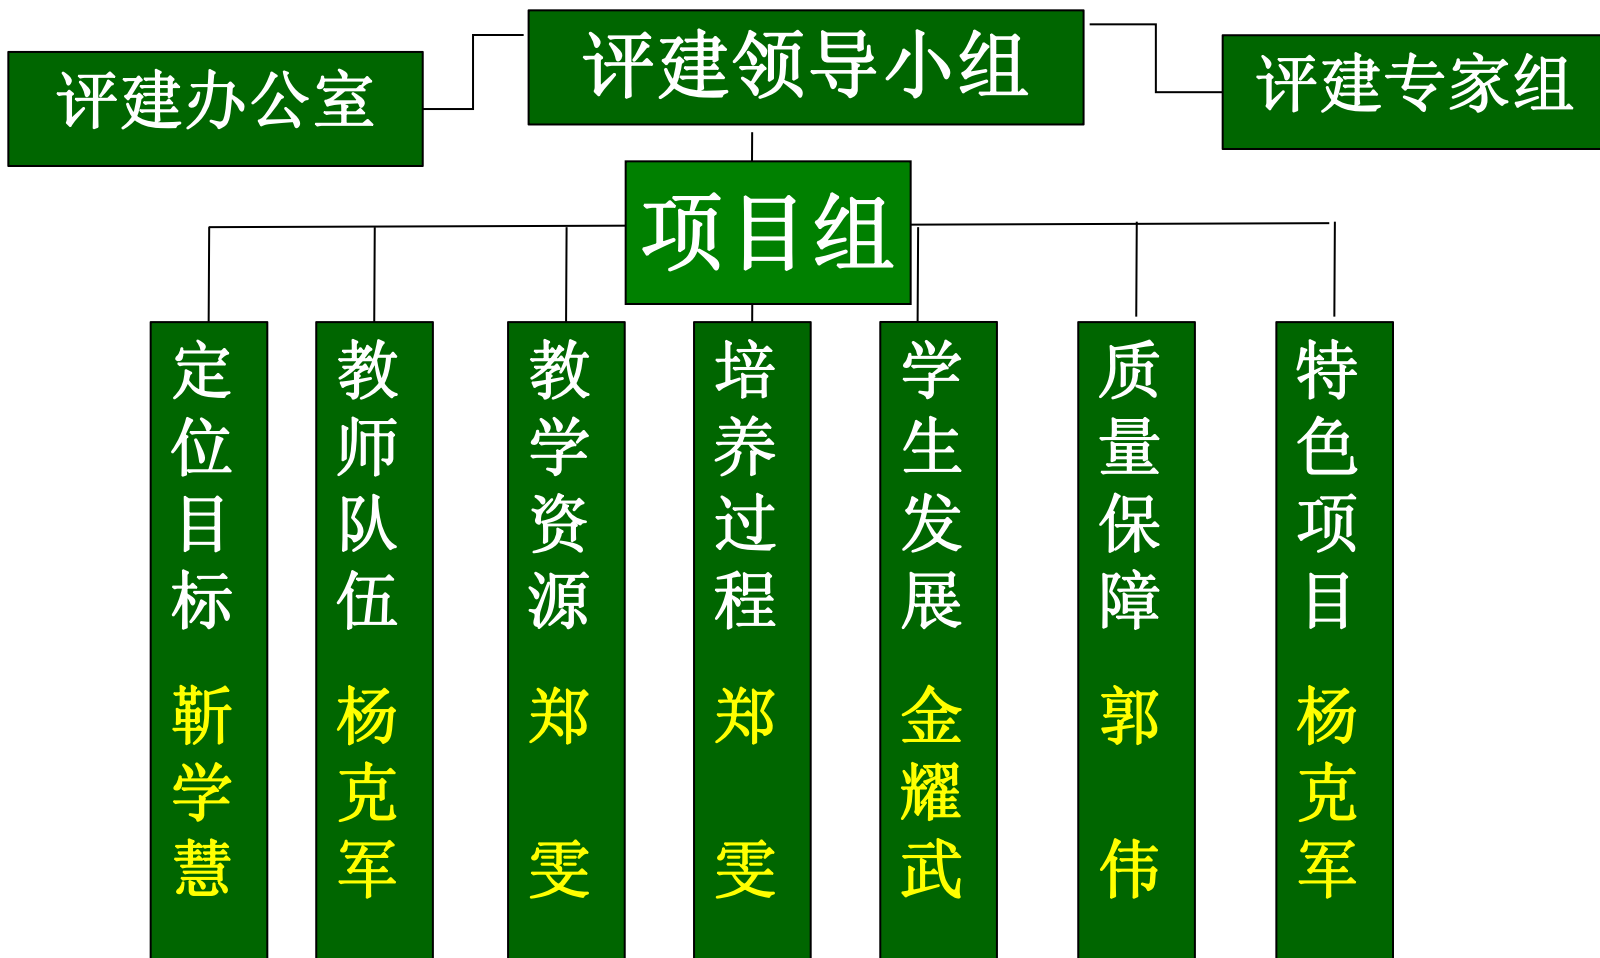 评建领导小组
评建办公室
评建专家组
项目组
定位目标 靳学慧
教师队伍 杨克军
教学资源 郑 雯
培养过程 郑 雯
学生发展 金耀武
质量保障 郭 伟
特色项目 杨克军